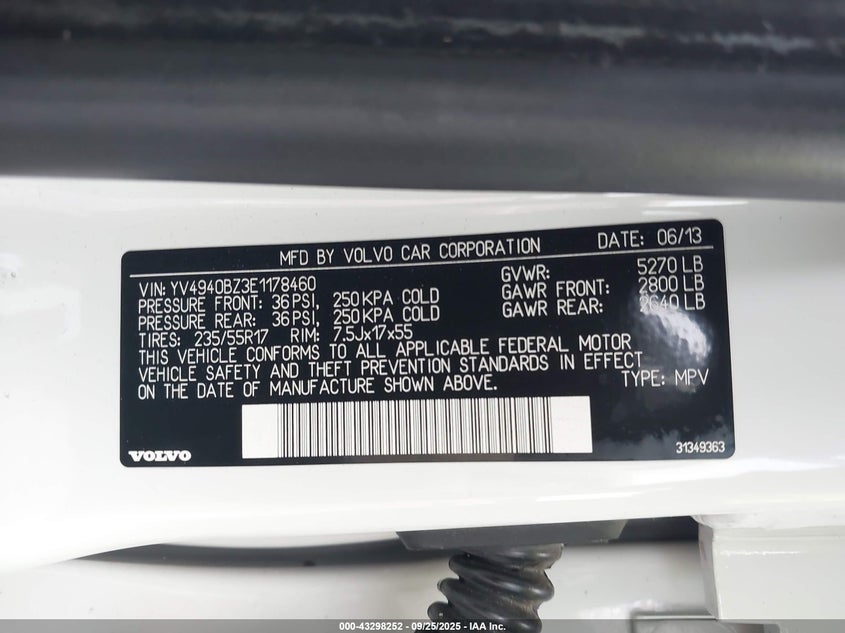 MFD BY VOLVO CAR CORPORATION DATE: 06/13
VIN: YV4940BZ3E1178460
PRESSURE FRONT: 36 PSI, 250 KPA COLD
PRESSURE REAR: 36 PSI, 250 KPA COLD
TIRES: 235/55R17 RIM: 7.5Jx17x55
GVWR: 5270 LB
GAWR FRONT: 2800 LB
GAWR REAR: 2640 LB
THIS VEHICLE CONFORMS TO ALL APPLICABLE FEDERAL MOTOR
VEHICLE SAFETY AND THEFT PREVENTION STANDARDS IN EFFECT
ON THE DATE OF MANUFACTURE SHOWN ABOVE.
TYPE: MPV
VOLVO
31349363
000-43298252 - 09/25/2025 - IAA Inc.